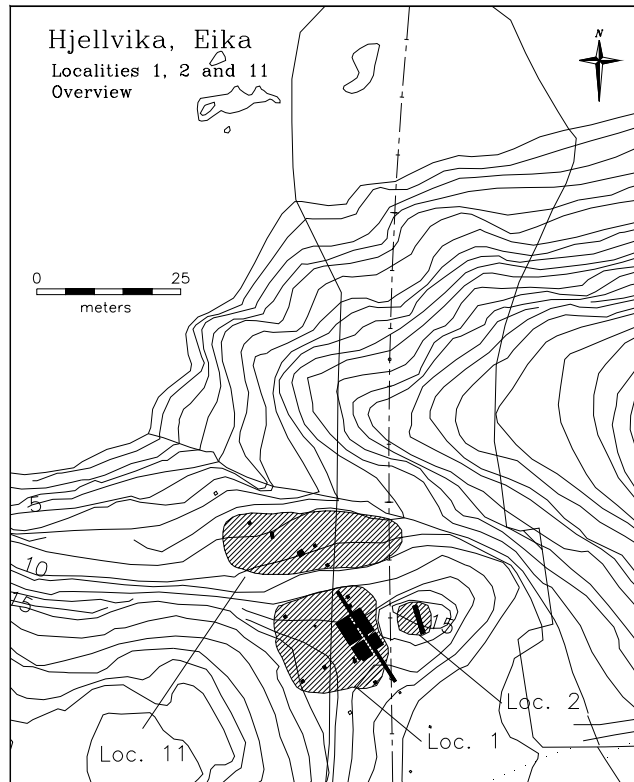 Hjellvika, Eika
Localities 1, 2 and 11
Overview
N
0 25
meters
5
10
15
15
Loc. 2
Loc. 1
Loc. 11